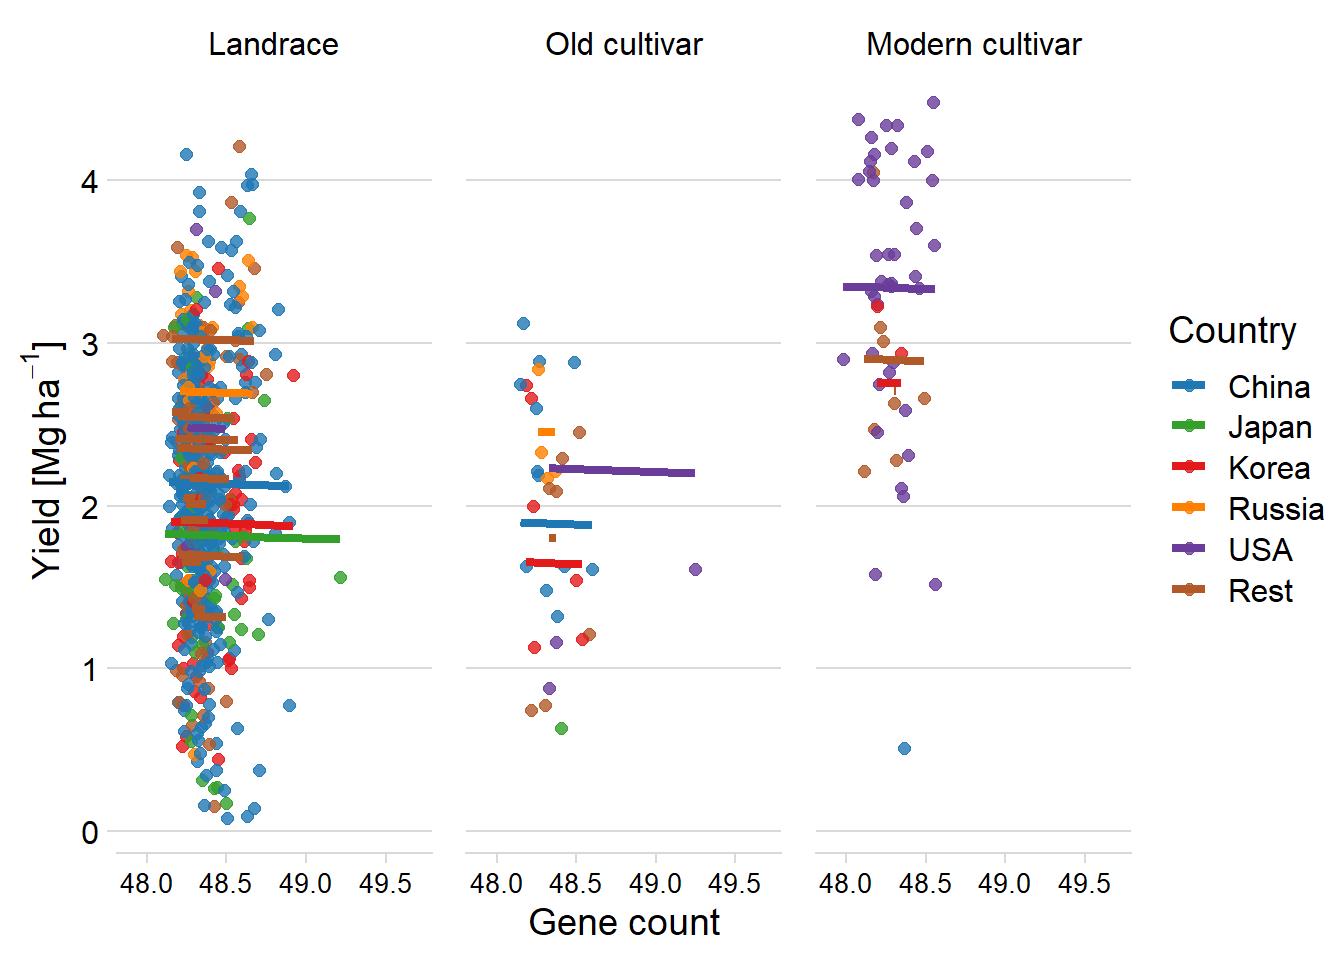 Landrace Old cultivar Modern cultivar
Yield [Mg ha⁻¹]
4
3
2
1
0
48.0 48.5 49.0 49.5 48.0 48.5 49.0 49.5 48.0 48.5 49.0 49.5
Gene count
Country
China
Japan
Korea
Russia
USA
Rest